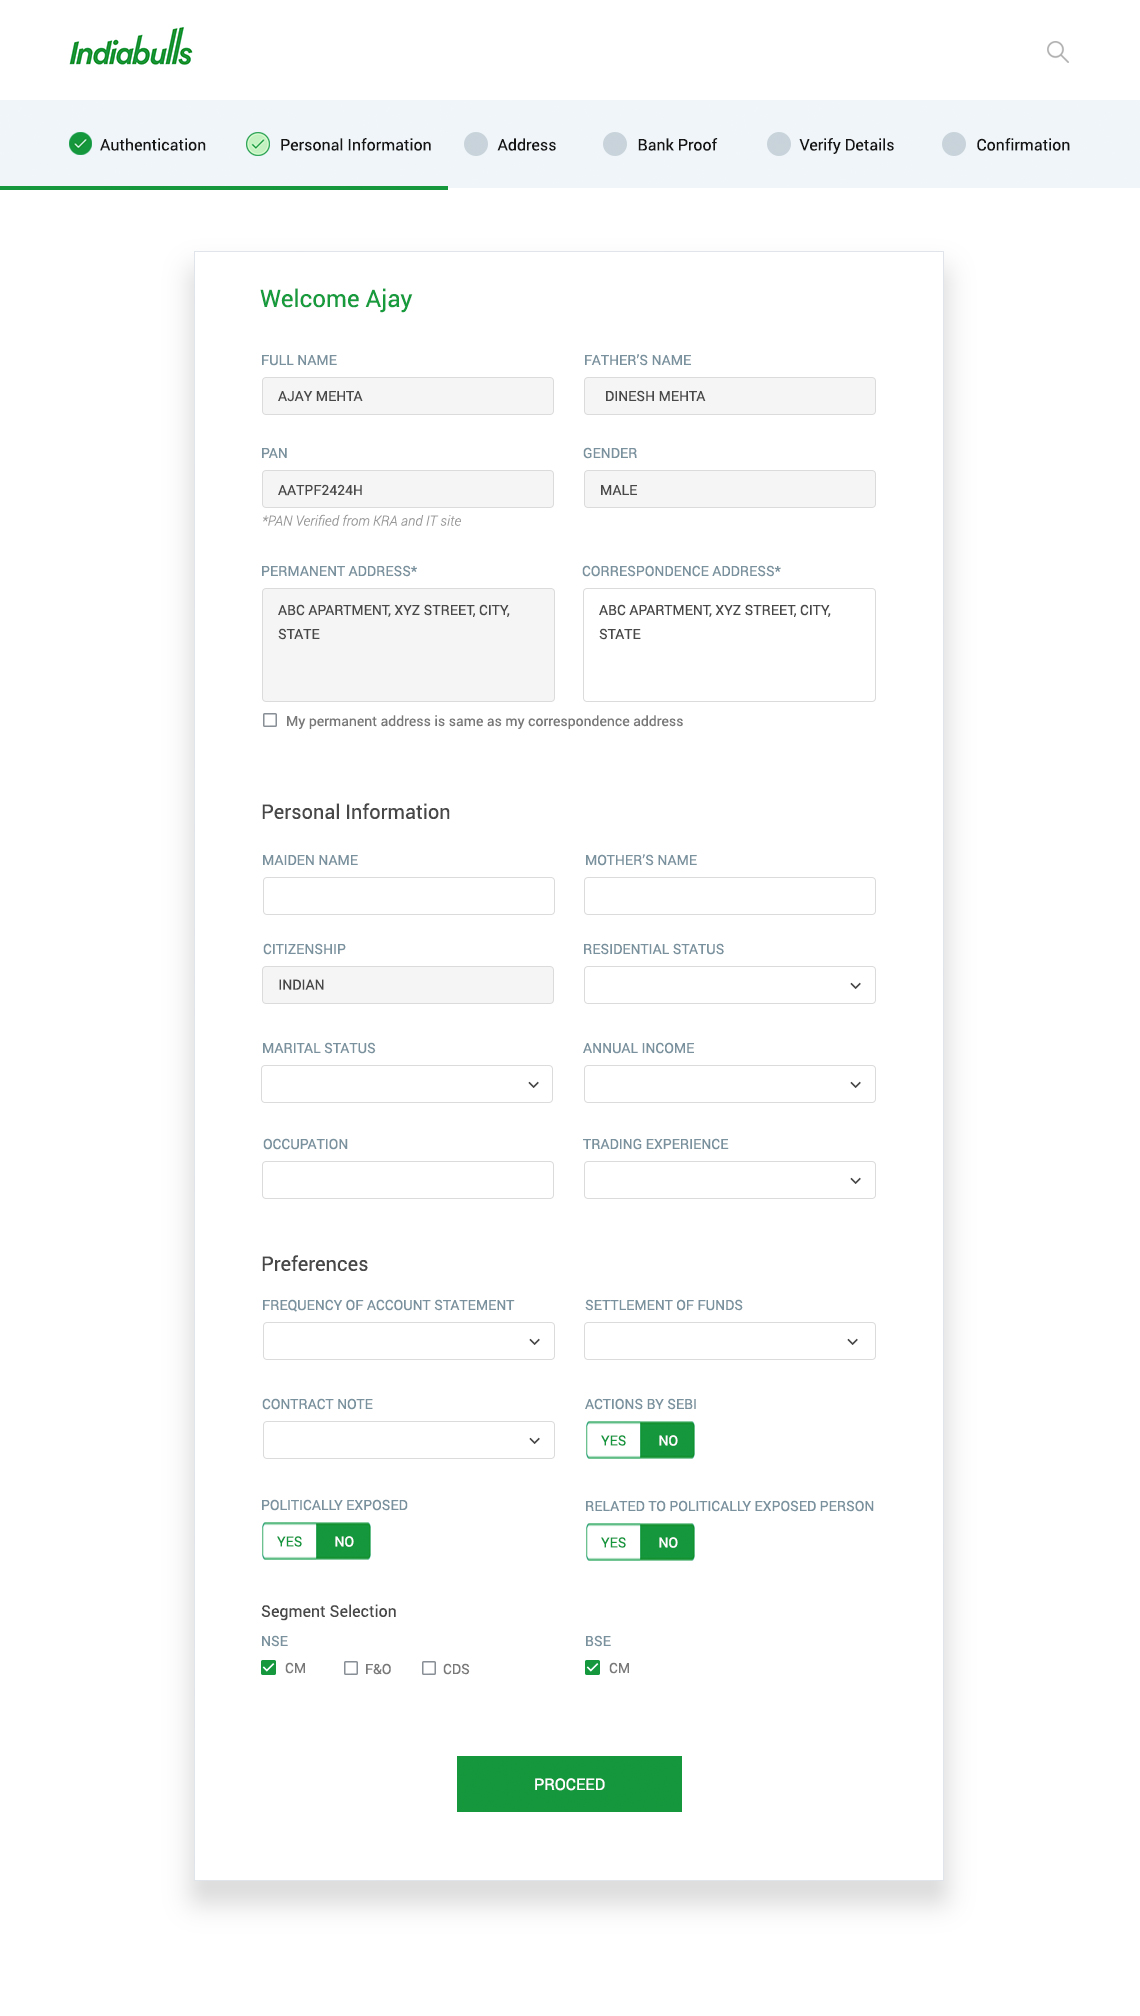 Indiabulls
Authentication
Personal Information
Address
Bank Proof
Verify Details
Confirmation
Welcome Ajay
FULL NAME
FATHER'S NAME
AJAY MEHTA
DINESH MEHTA
PAN
GENDER
AATPF2424H
MALE
*PAN Verified from KRA and IT site
PERMANENT ADDRESS*
CORRESPONDENCE ADDRESS*
ABC APARTMENT, XYZ STREET, CITY,
STATE
ABC APARTMENT, XYZ STREET, CITY,
STATE
My permanent address is same as my correspondence address
Personal Information
MAIDEN NAME
MOTHER'S NAME
CITIZENSHIP
RESIDENTIAL STATUS
INDIAN
MARITAL STATUS
ANNUAL INCOME
OCCUPATION
TRADING EXPERIENCE
Preferences
FREQUENCY OF ACCOUNT STATEMENT
SETTLEMENT OF FUNDS
CONTRACT NOTE
ACTIONS BY SEBI
YES NO
POLITICALLY EXPOSED
RELATED TO POLITICALLY EXPOSED PERSON
YES NO
YES NO
Segment Selection
NSE
BSE
CM F&O CDS
CM
PROCEED